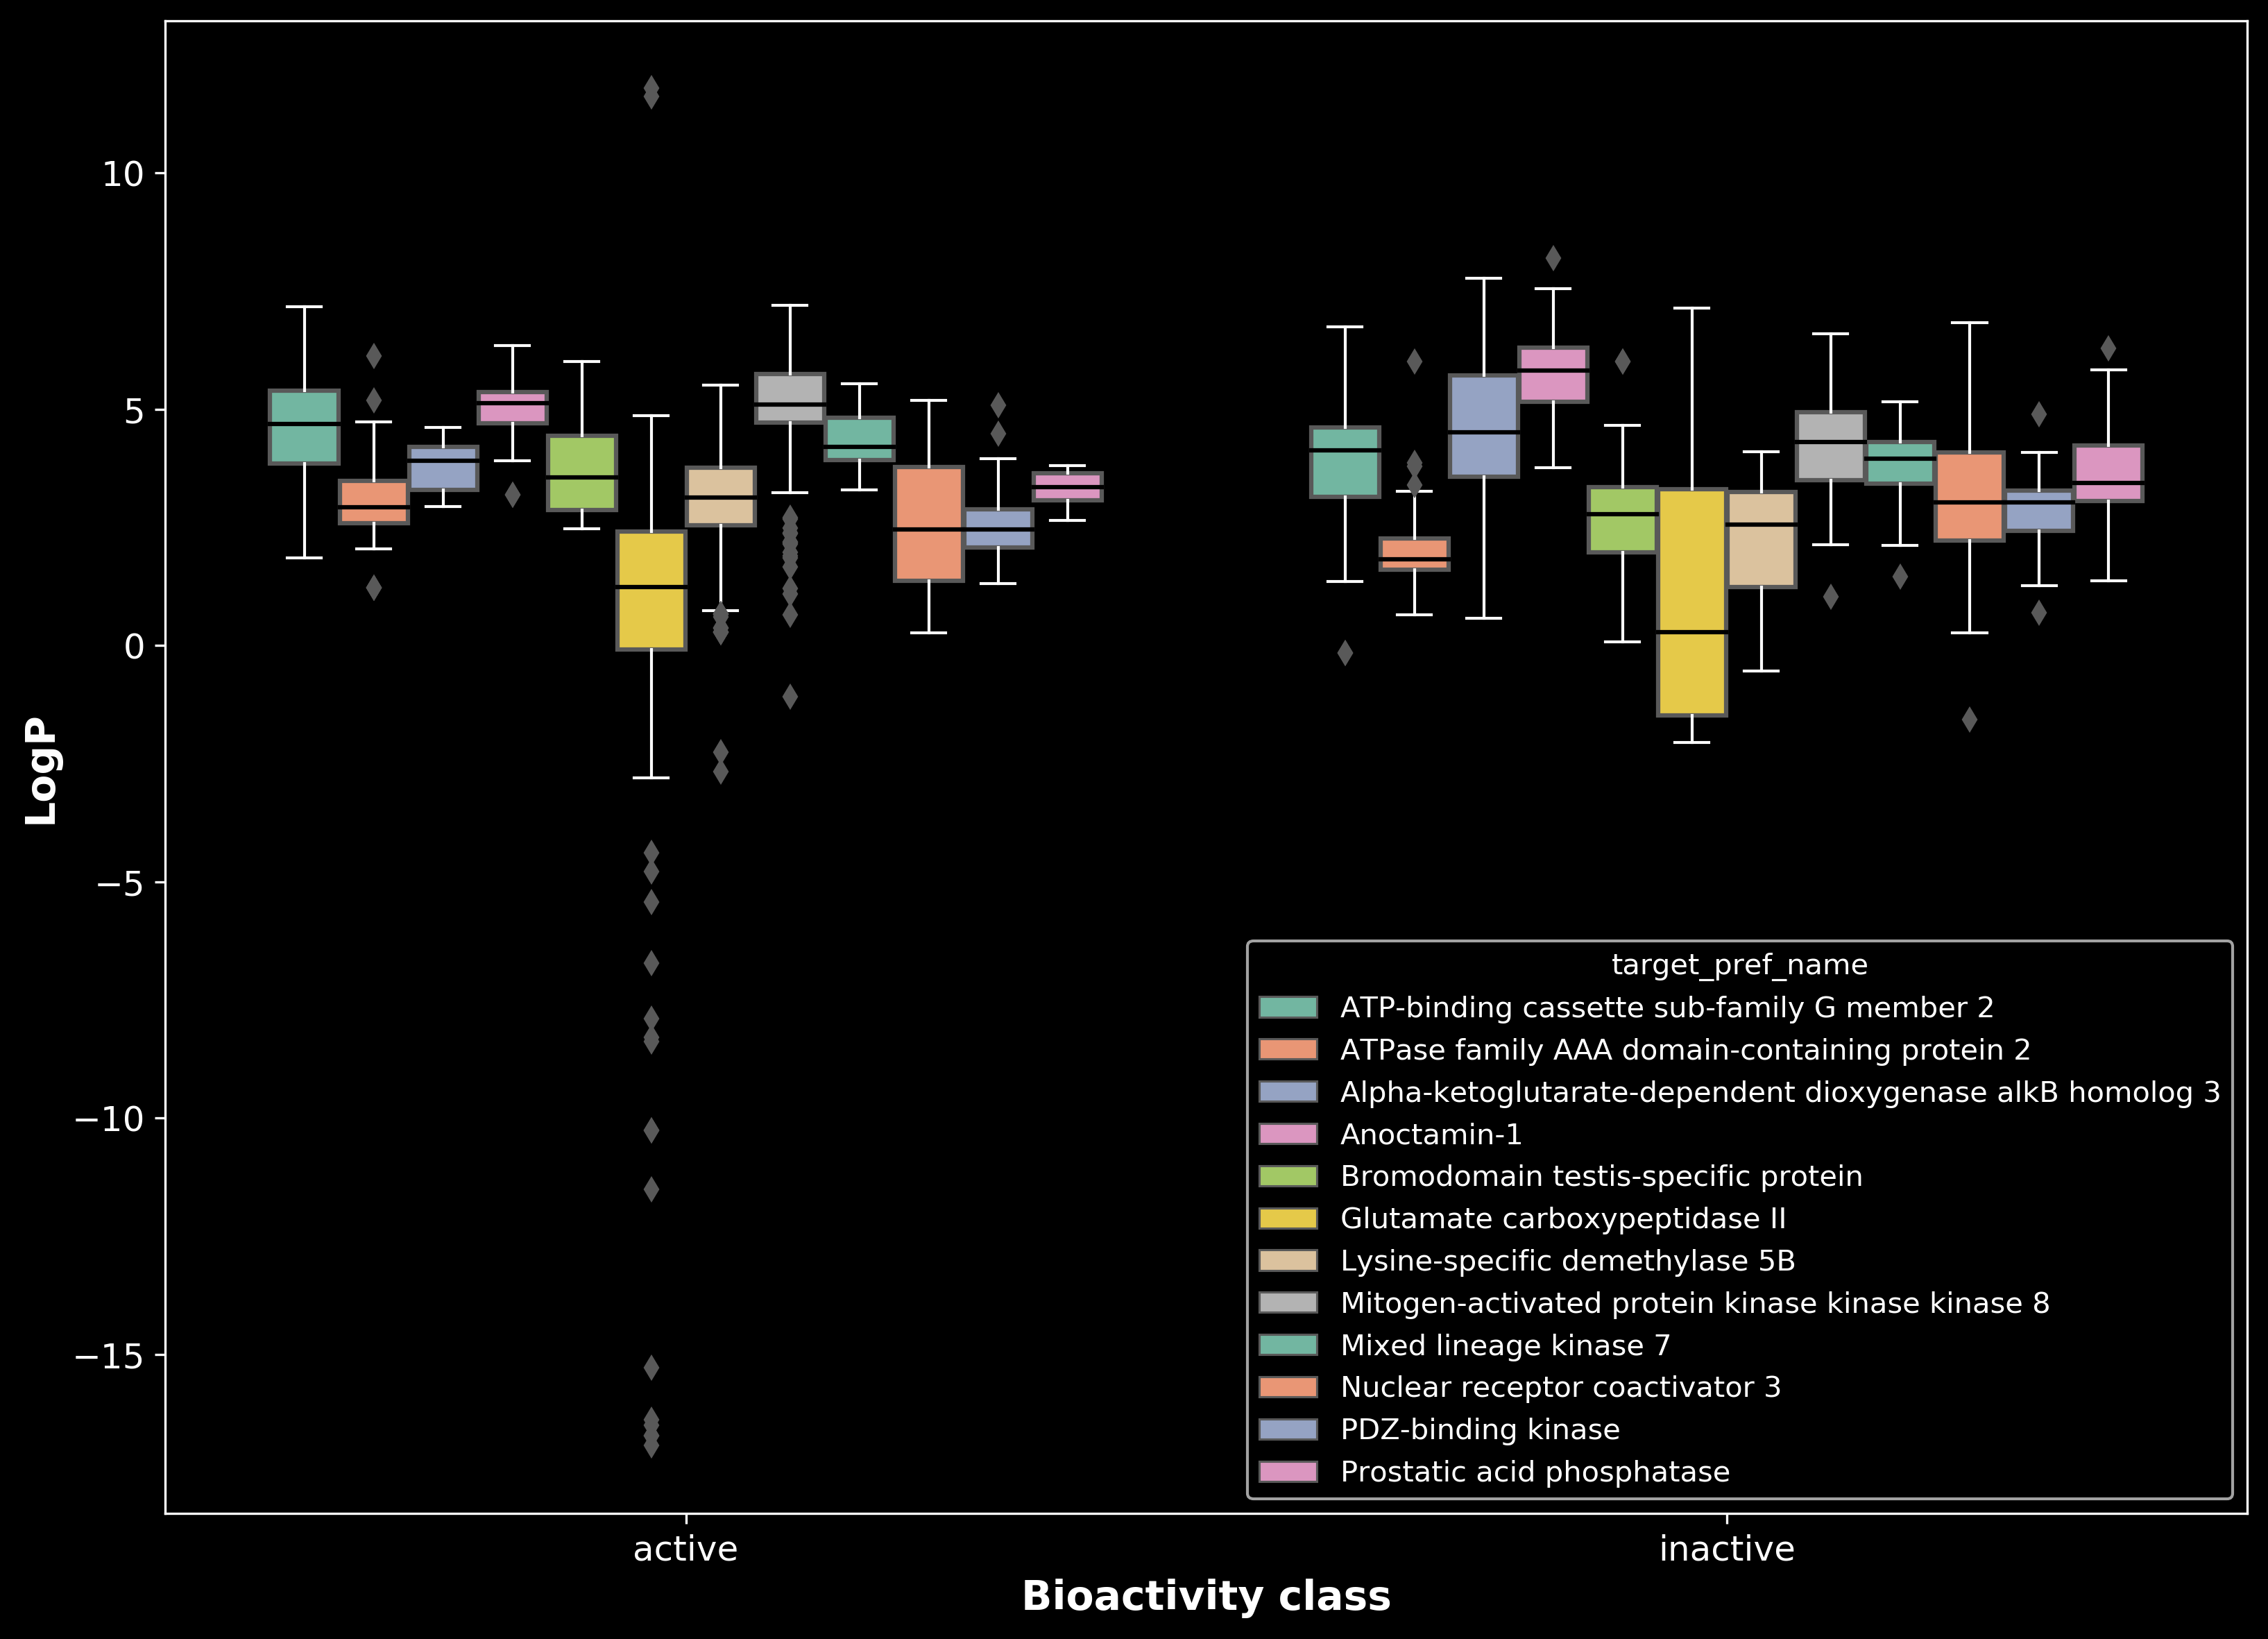 LogP
10
5
0
−5
−10
−15
target_pref_name
ATP-binding cassette sub-family G member 2
ATPase family AAA domain-containing protein 2
Alpha-ketoglutarate-dependent dioxygenase alkB homolog 3
Anoctamin-1
Bromodomain testis-specific protein
Glutamate carboxypeptidase II
Lysine-specific demethylase 5B
Mitogen-activated protein kinase kinase kinase 8
Mixed lineage kinase 7
Nuclear receptor coactivator 3
PDZ-binding kinase
Prostatic acid phosphatase
active
inactive
Bioactivity class